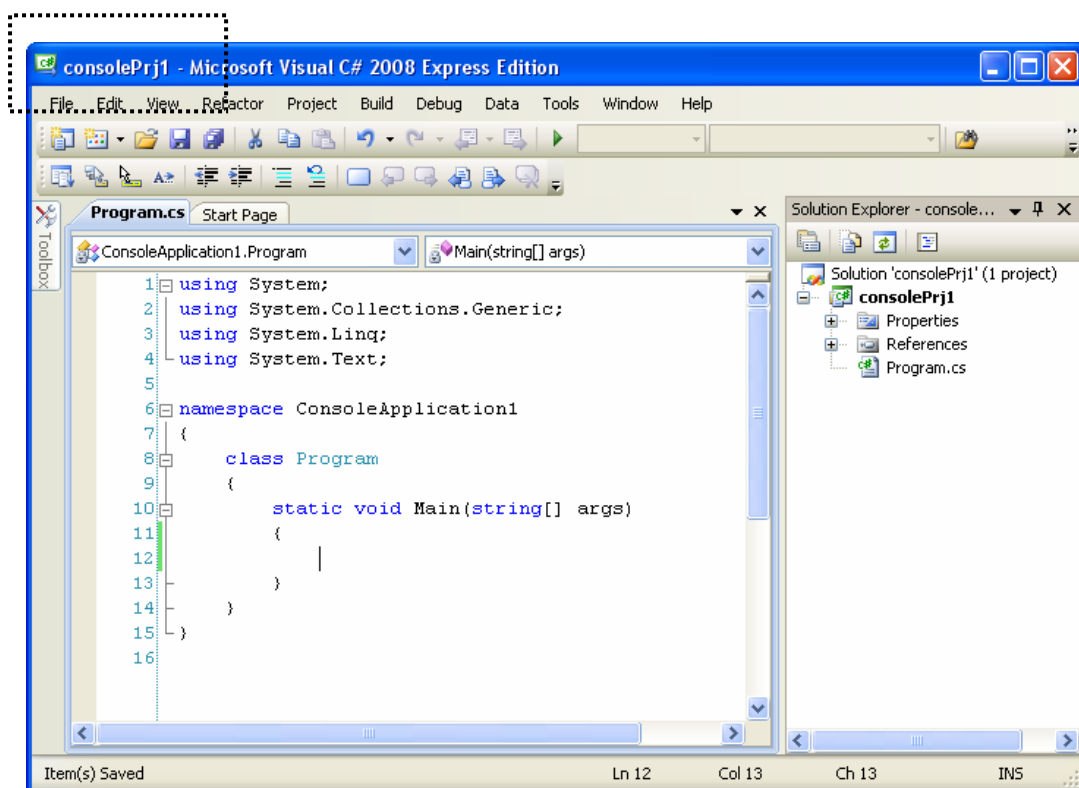 consolePrj1 - Microsoft Visual C# 2008 Express Edition
File Edit View Refactor Project Build Debug Data Tools Window Help
Program.cs Start Page
Solution Explorer - console...
Toolbox
ConsoleApplication1.Program Main(string[] args)
Solution 'consolePrj1' (1 project)
consolePrj1
Properties
References
Program.cs
1 using System;
2 using System.Collections.Generic;
3 using System.Linq;
4 using System.Text;
5
6 namespace ConsoleApplication1
7 {
8 class Program
9 {
10 static void Main(string[] args)
11 {
12
13 }
14 }
15 }
16
Item(s) Saved Ln 12 Col 13 Ch 13 INS